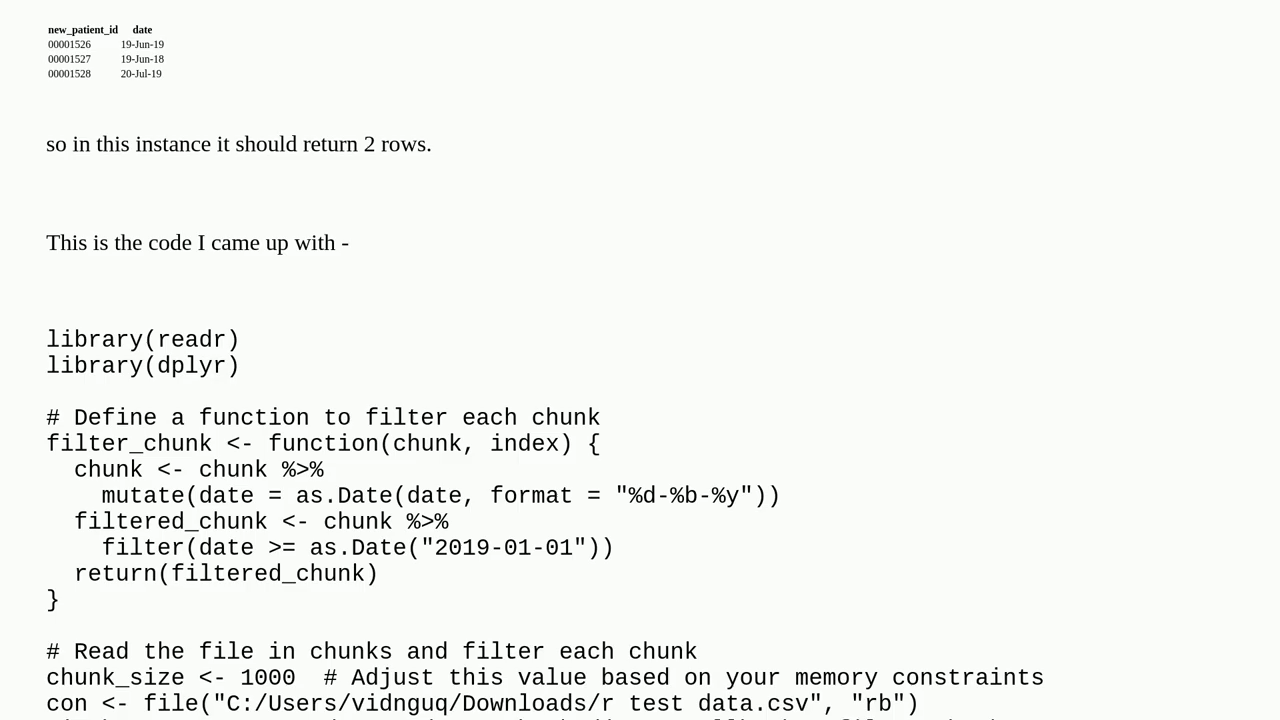 new_patient_id date
00001526 19-Jun-19
00001527 19-Jun-18
00001528 20-Jul-19
so in this instance it should return 2 rows.
This is the code I came up with -
library(readr)
library(dplyr)
# Define a function to filter each chunk
filter_chunk <- function(chunk, index) {
  chunk <- chunk %>%
    mutate(date = as.Date(date, format = "%d-%b-%y"))
  filtered_chunk <- chunk %>%
    filter(date >= as.Date("2019-01-01"))
  return(filtered_chunk)
}
# Read the file in chunks and filter each chunk
chunk_size <- 1000  # Adjust this value based on your memory constraints
con <- file("C:/Users/vidnguq/Downloads/r test data.csv", "rb")